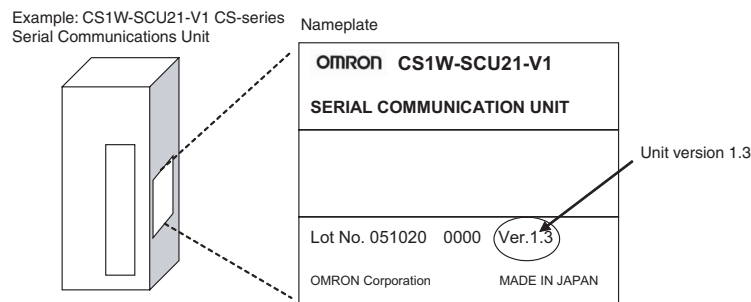 Example: CS1W-SCU21-V1 CS-series
Serial Communications Unit
Nameplate
OMRON CS1W-SCU21-V1
SERIAL COMMUNICATION UNIT
Unit version 1.3
Lot No. 051020 0000 Ver.1.3
OMRON Corporation MADE IN JAPAN